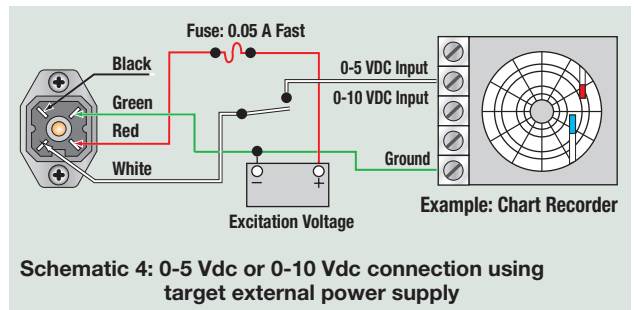 Fuse: 0.05 A Fast
Black
0-5 VDC Input
0-10 VDC Input
Green
Red
White
Ground
− +
Excitation Voltage
Example: Chart Recorder
Schematic 4: 0-5 Vdc or 0-10 Vdc connection using
target external power supply